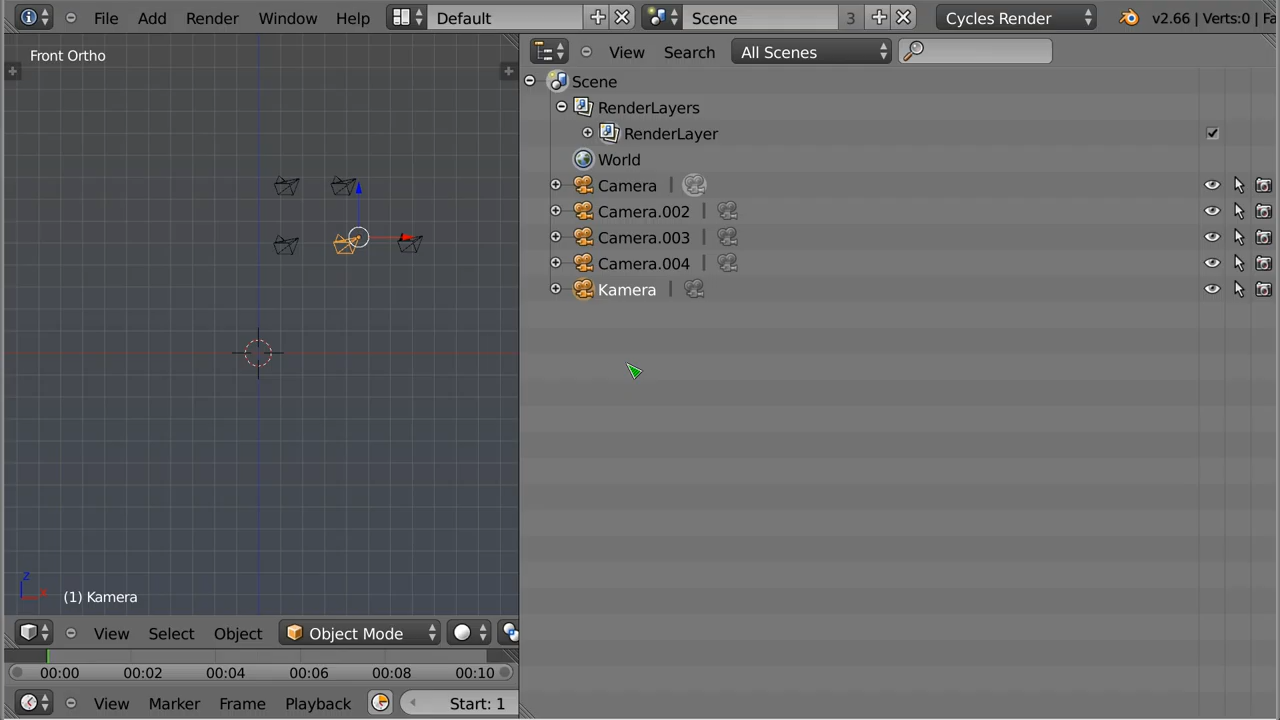 File Add Render Window Help Default Scene 3 Cycles Render v2.66 | Verts:0 | Fa
Front Ortho
View Search All Scenes
Scene
RenderLayers
RenderLayer
World
Camera
Camera.002
Camera.003
Camera.004
Kamera
z
x
(1) Kamera
View Select Object Object Mode
00:00 00:02 00:04 00:06 00:08 00:10
View Marker Frame Playback Start: 1